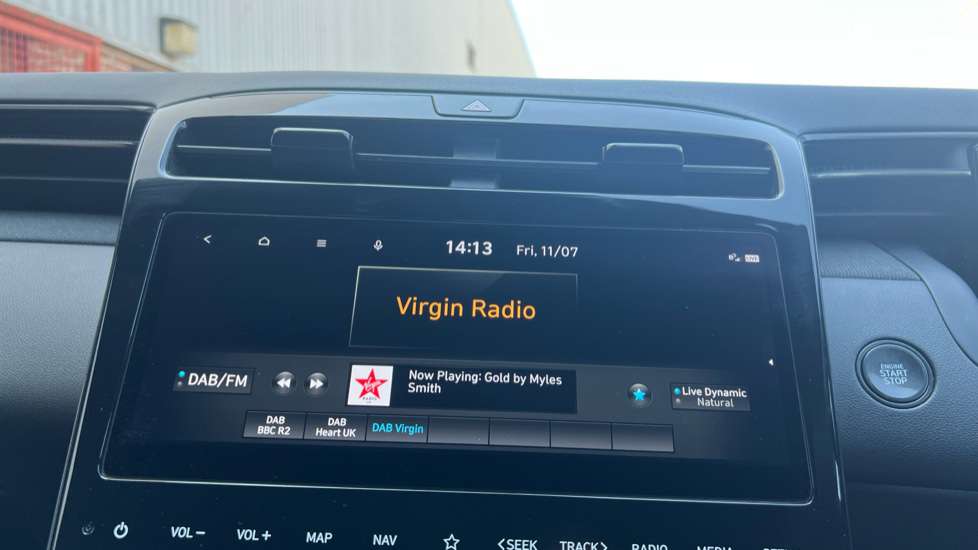 14:13 Fri, 11/07
Virgin Radio
DAB/FM
Now Playing: Gold by Myles
Smith
Live Dynamic
Natural
DAB
BBC R2
DAB
Heart UK
DAB Virgin
ENGINE
START
STOP
VOL− VOL+ MAP NAV <SEEK TRACK> RADIO MEDIA